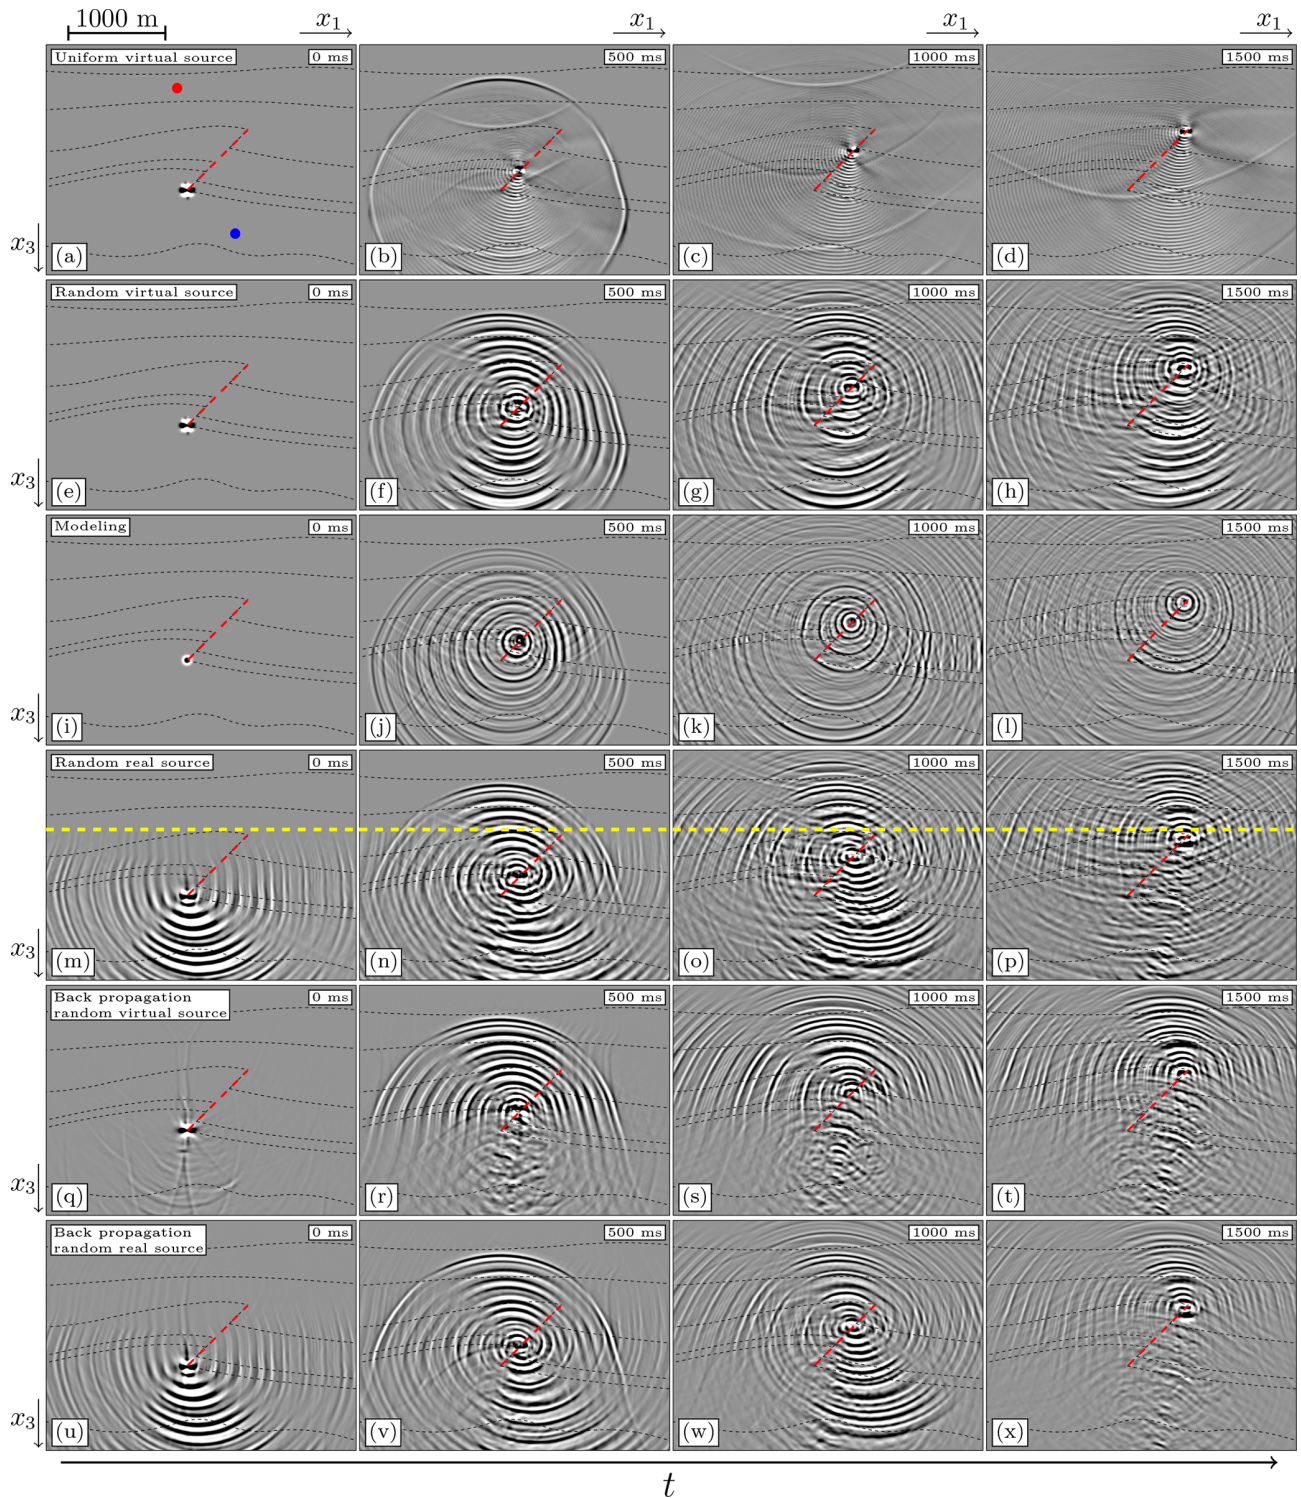 1000 m
x1
x1
x1
x1
Uniform virtual source
0 ms
500 ms
1000 ms
1500 ms
x3
(a)
(b)
(c)
(d)
Random virtual source
0 ms
500 ms
1000 ms
1500 ms
x3
(e)
(f)
(g)
(h)
Modeling
0 ms
500 ms
1000 ms
1500 ms
x3
(i)
(j)
(k)
(l)
Random real source
0 ms
500 ms
1000 ms
1500 ms
x3
(m)
(n)
(o)
(p)
Back propagation
random virtual source
0 ms
500 ms
1000 ms
1500 ms
x3
(q)
(r)
(s)
(t)
Back propagation
random real source
0 ms
500 ms
1000 ms
1500 ms
x3
(u)
(v)
(w)
(x)
t